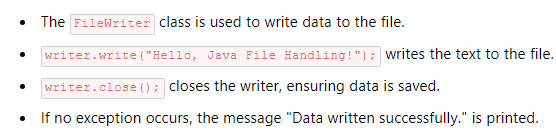 • The FileWriter class is used to write data to the file.
• writer.write("Hello, Java File Handling!"); writes the text to the file.
• writer.close(); closes the writer, ensuring data is saved.
• If no exception occurs, the message "Data written successfully." is printed.